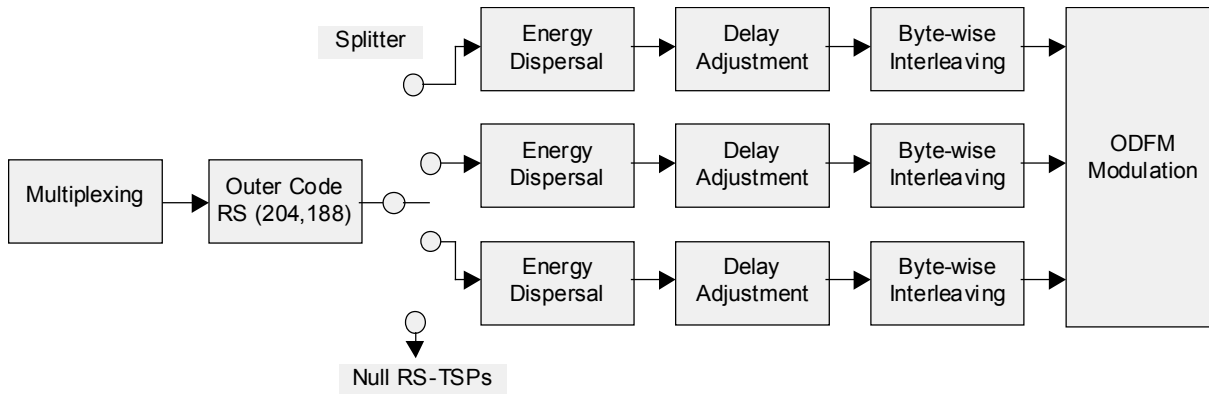 Splitter
Energy
Dispersal
Delay
Adjustment
Byte-wise
Interleaving
Energy
Dispersal
Delay
Adjustment
Byte-wise
Interleaving
ODFM
Modulation
Multiplexing
Outer Code
RS (204,188)
Energy
Dispersal
Delay
Adjustment
Byte-wise
Interleaving
Null RS-TSPs